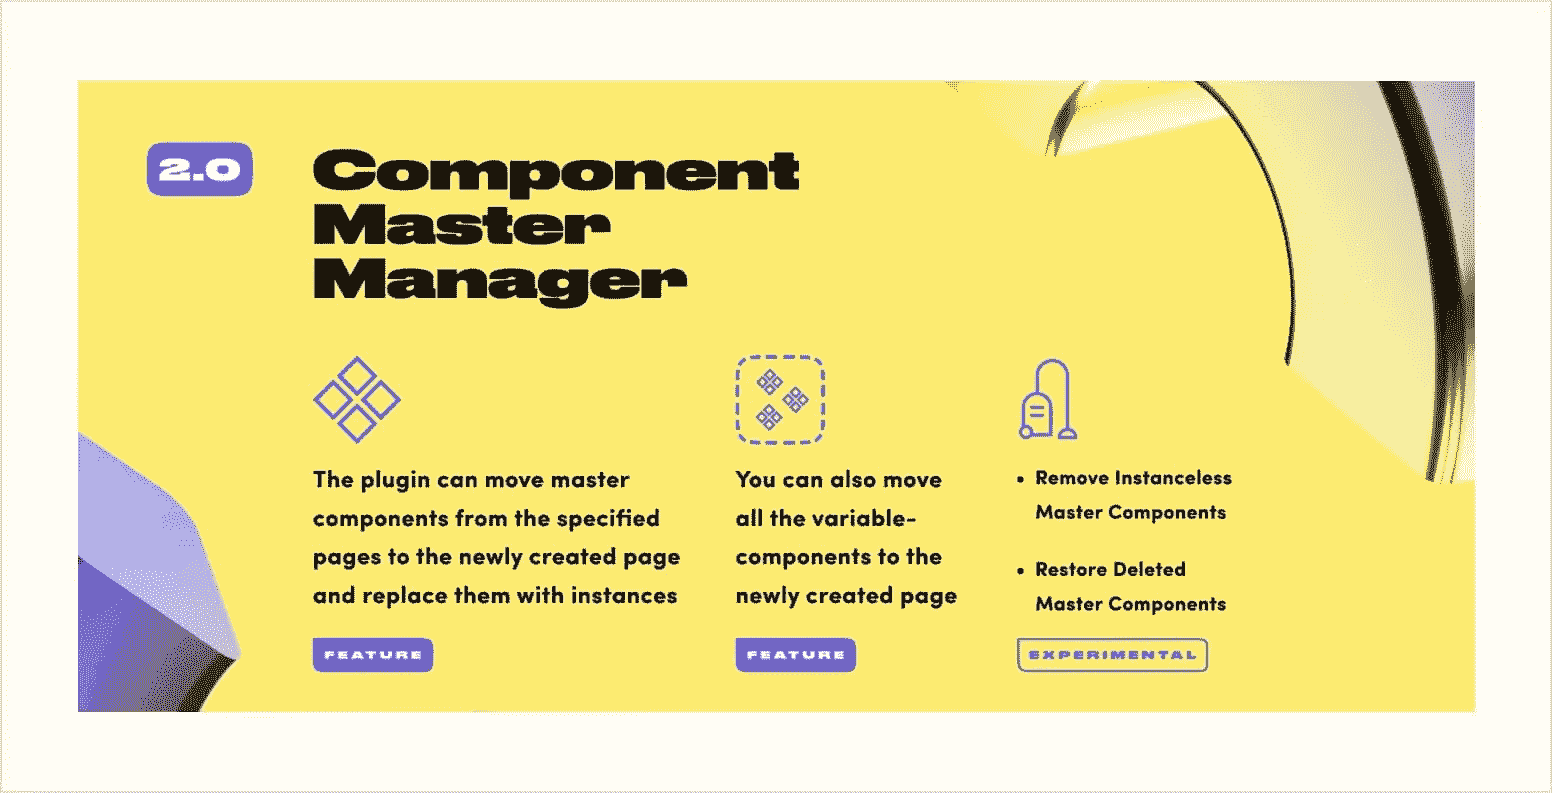 2.0
Component
Master
Manager
The plugin can move master
components from the specified
pages to the newly created page
and replace them with instances
FEATURE
You can also move
all the variable-
components to the
newly created page
FEATURE
• Remove Instanceless
Master Components
• Restore Deleted
Master Components
EXPERIMENTAL